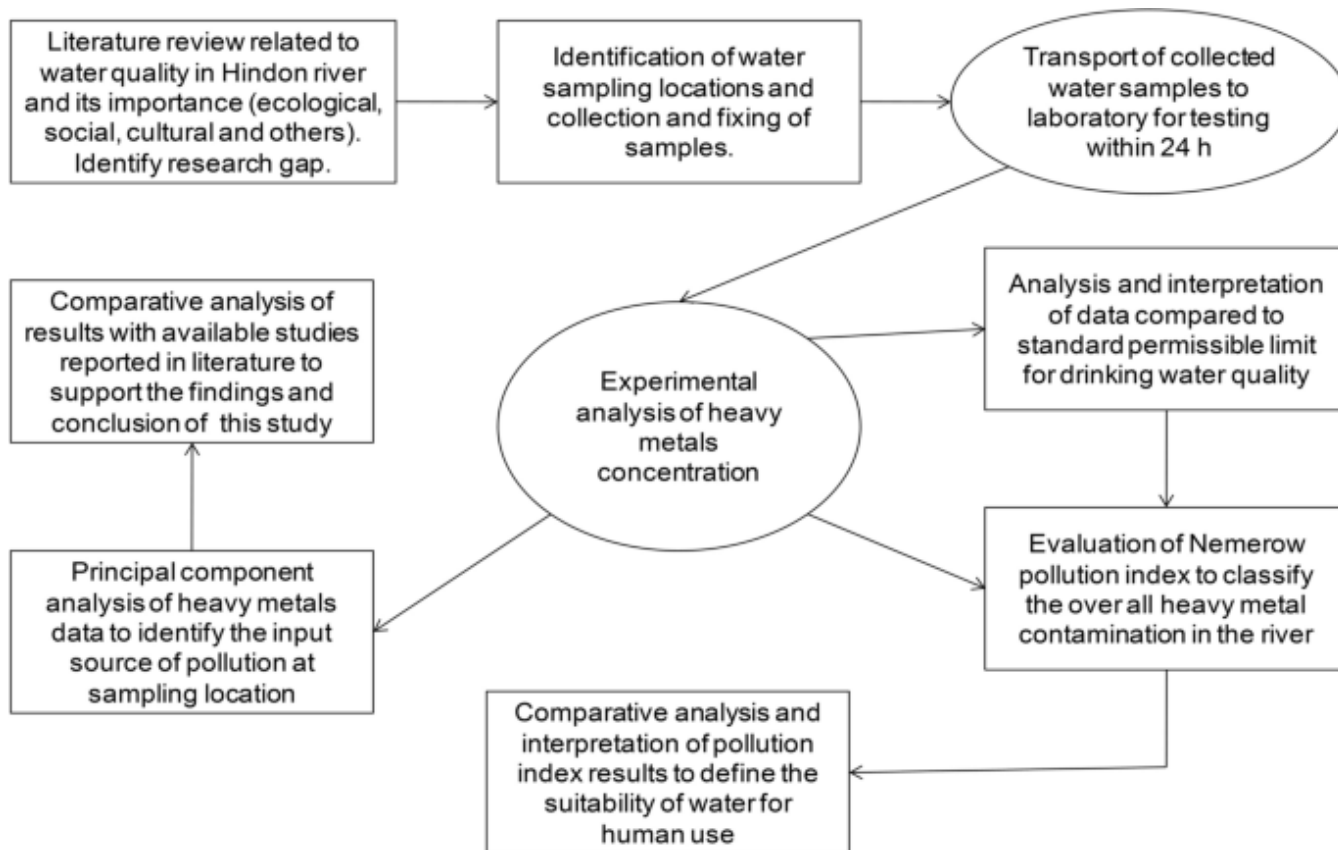 Literature review related to
water quality in Hindon river
and its importance (ecological,
social, cultural and others).
Identify research gap.
Identification of water
sampling locations and
collection and fixing of
samples.
Transport of collected
water samples to
laboratory for testing
within 24 h
Experimental
analysis of heavy
metals
concentration
Analysis and interpretation
of data compared to
standard permissible limit
for drinking water quality
Evaluation of Nemerow
pollution index to classify
the over all heavy metal
contamination in the river
Comparative analysis and
interpretation of pollution
index results to define the
suitability of water for
human use
Principal component
analysis of heavy metals
data to identify the input
source of pollution at
sampling location
Comparative analysis of
results with available studies
reported in literature to
support the findings and
conclusion of this study